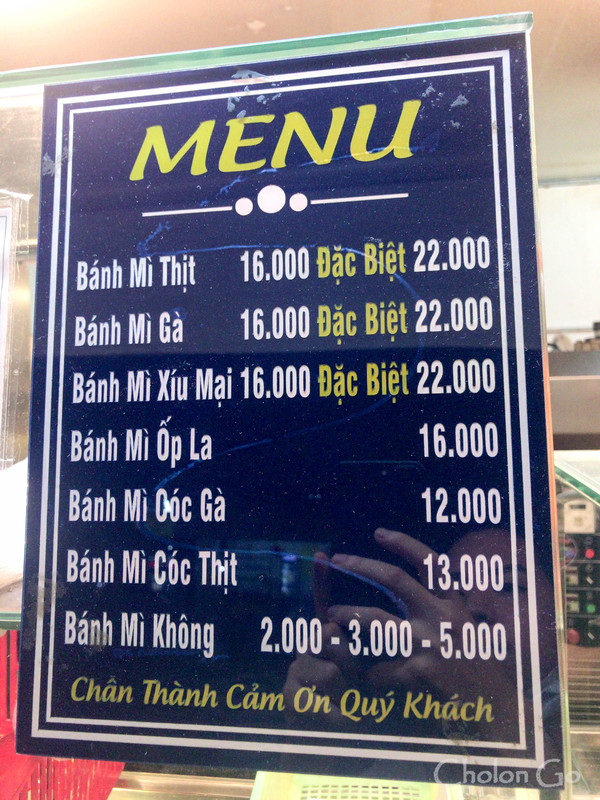 MENU
Bánh Mì Thịt 16.000 Đặc Biệt 22.000
Bánh Mì Gà 16.000 Đặc Biệt 22.000
Bánh Mì Xíu Mại 16.000 Đặc Biệt 22.000
Bánh Mì Ốp La 16.000
Bánh Mì Cóc Gà 12.000
Bánh Mì Cóc Thịt 13.000
Bánh Mì Không 2.000 - 3.000 - 5.000
Chân Thành Cảm Ơn Quý Khách
Cholon Go